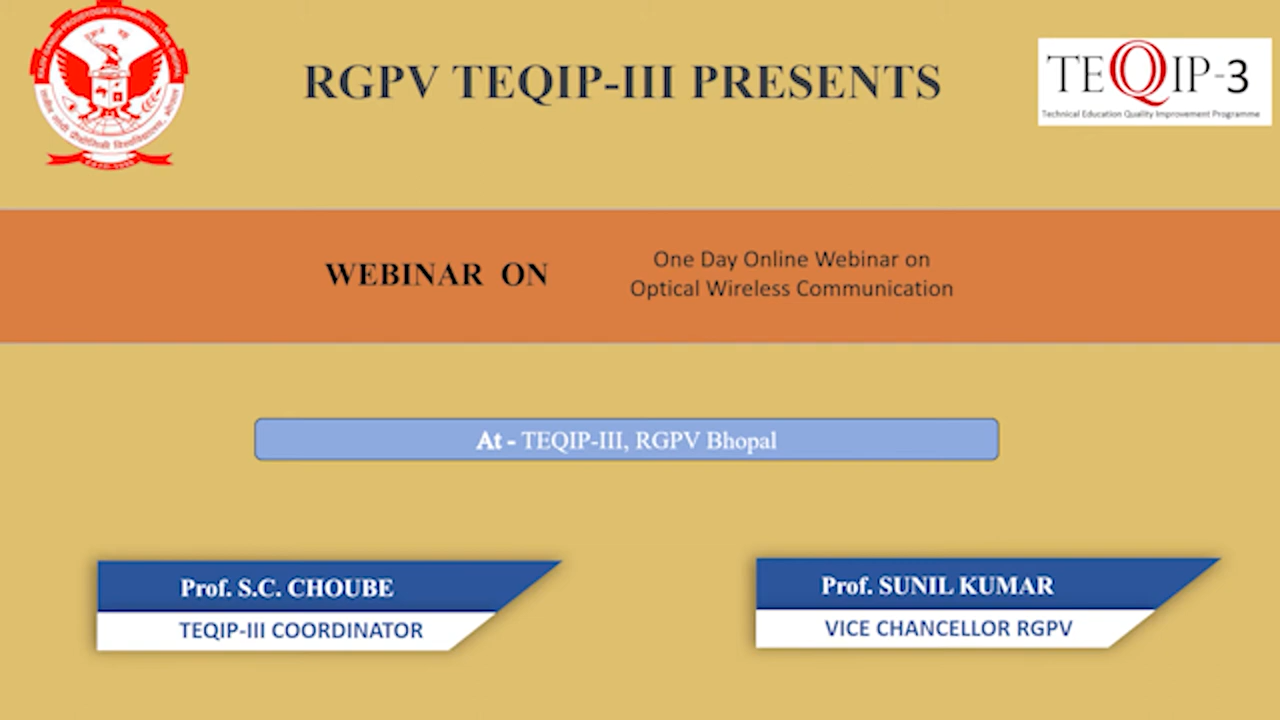 RGPV TEQIP-III PRESENTS
TEQIP-3
Technical Education Quality Improvement Programme
WEBINAR ON
One Day Online Webinar on
Optical Wireless Communication
At - TEQIP-III, RGPV Bhopal
Prof. S.C. CHOUBE
TEQIP-III COORDINATOR
Prof. SUNIL KUMAR
VICE CHANCELLOR RGPV